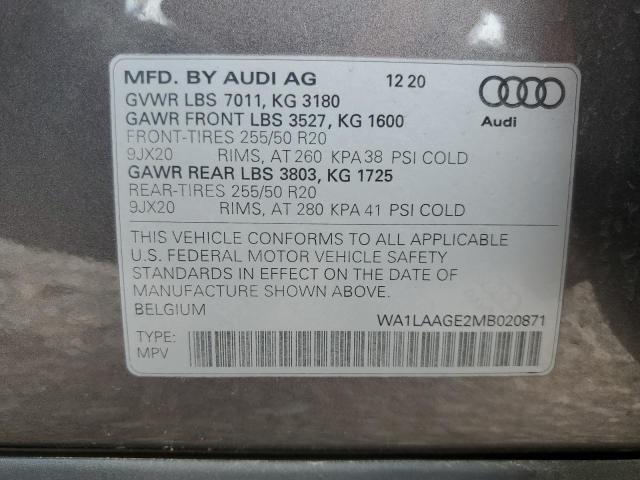 MFD. BY AUDI AG 12 20
GVWR LBS 7011, KG 3180
GAWR FRONT LBS 3527, KG 1600
Audi
FRONT-TIRES 255/50 R20
9JX20 RIMS, AT 260 KPA 38 PSI COLD
GAWR REAR LBS 3803, KG 1725
REAR-TIRES 255/50 R20
9JX20 RIMS, AT 280 KPA 41 PSI COLD
THIS VEHICLE CONFORMS TO ALL APPLICABLE
U.S. FEDERAL MOTOR VEHICLE SAFETY
STANDARDS IN EFFECT ON THE DATE OF
MANUFACTURE SHOWN ABOVE.
BELGIUM WA1LAAGE2MB020871
TYPE:
MPV